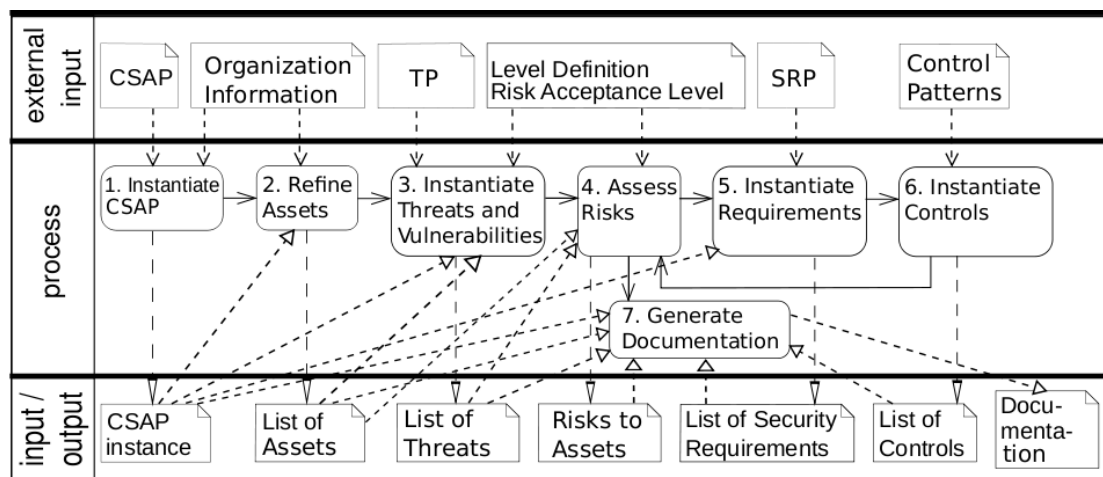 external
input
CSAP
Organization
Information
TP
Level Definition
Risk Acceptance Level
SRP
Control
Patterns
process
1. Instantiate
CSAP
2. Refine
Assets
3. Instantiate
Threats and
Vulnerabilities
4. Assess
Risks
5. Instantiate
Requirements
6. Instantiate
Controls
7. Generate
Documentation
input /
output
CSAP
instance
List of
Assets
List of
Threats
Risks to
Assets
List of Security
Requirements
List of
Controls
Docu-
menta-
tion